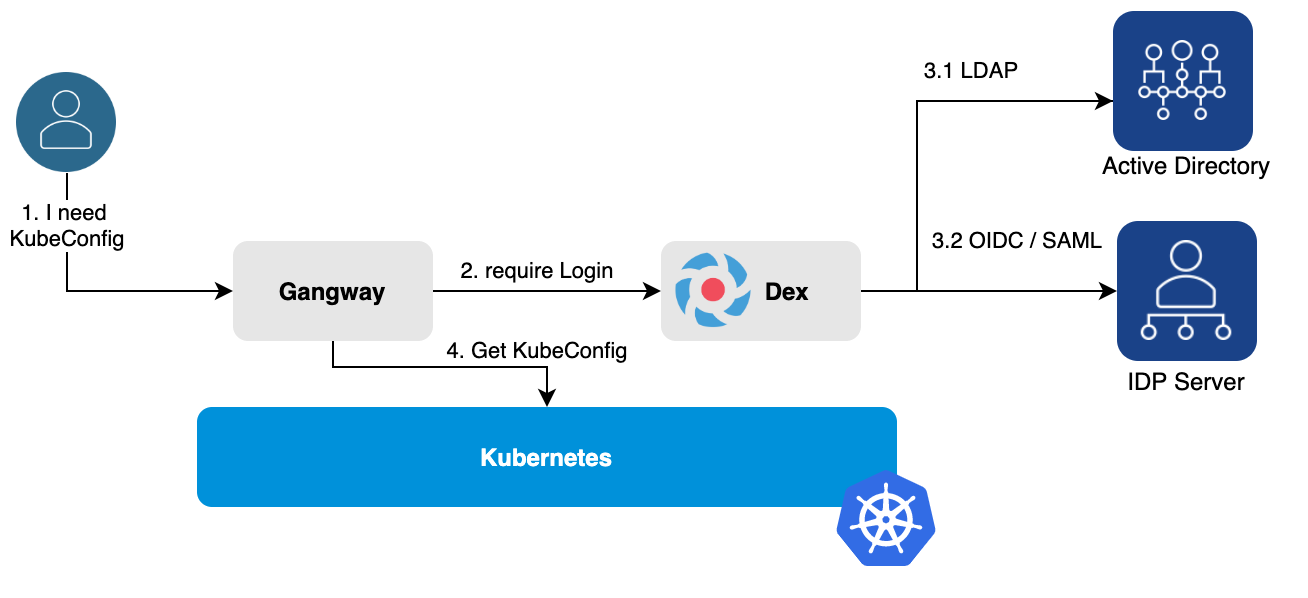 3.1 LDAP
Active Directory
1. I need
KubeConfig
3.2 OIDC / SAML
2. require Login
Gangway
Dex
4. Get KubeConfig
IDP Server
Kubernetes